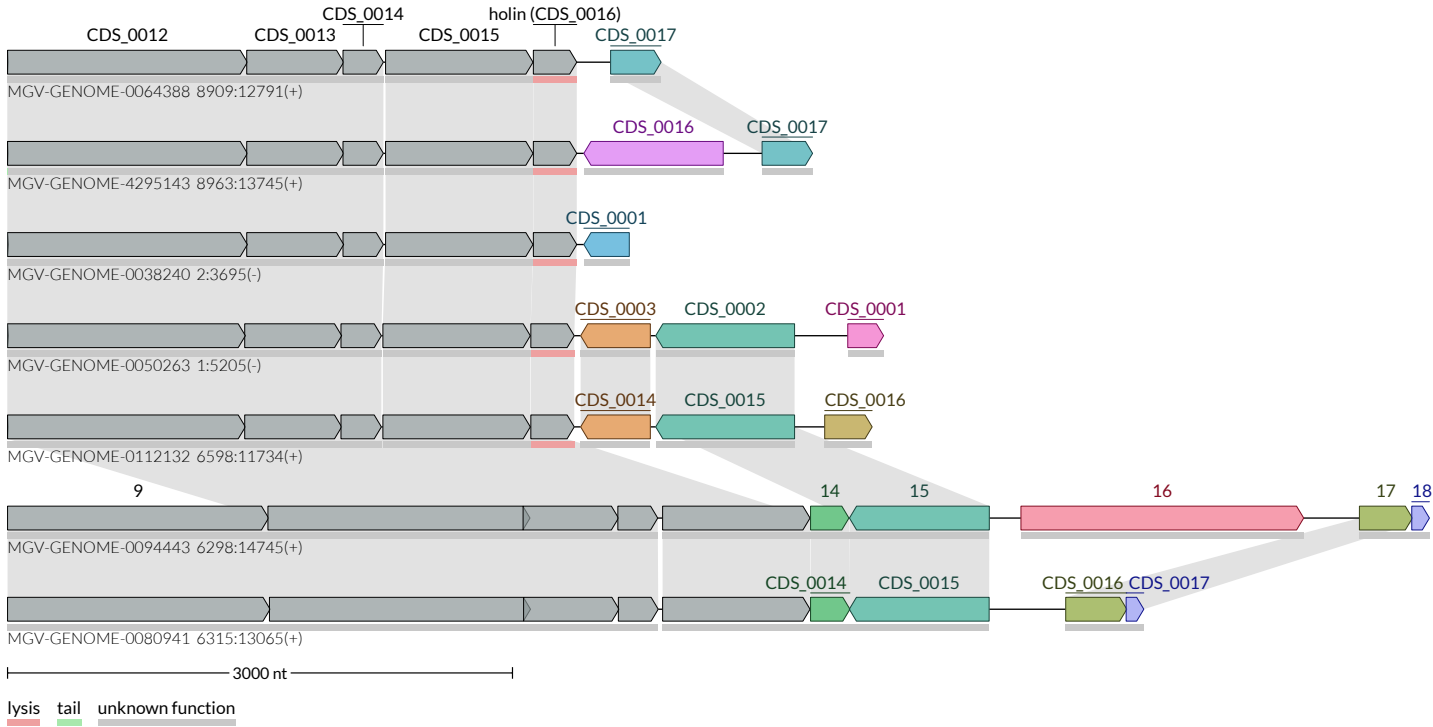 CDS_0014 holin (CDS_0016)
CDS_0012 CDS_0013 CDS_0015 CDS_0017
MGV-GENOME-0064388 8909:12791(+)
CDS_0016 CDS_0017
MGV-GENOME-4295143 8963:13745(+)
CDS_0001
MGV-GENOME-0038240 2:3695(-)
CDS_0003 CDS_0002 CDS_0001
MGV-GENOME-0050263 1:5205(-)
CDS_0014 CDS_0015 CDS_0016
MGV-GENOME-0112132 6598:11734(+)
9 14 15 16 17 18
MGV-GENOME-0094443 6298:14745(+)
CDS_0014 CDS_0015 CDS_0016 CDS_0017
MGV-GENOME-0080941 6315:13065(+)
3000 nt
lysis tail unknown function